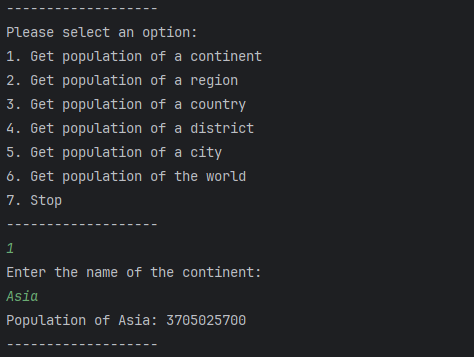 -------------------
Please select an option:
1. Get population of a continent
2. Get population of a region
3. Get population of a country
4. Get population of a district
5. Get population of a city
6. Get population of the world
7. Stop
-------------------
1
Enter the name of the continent:
Asia
Population of Asia: 3705025700
-------------------